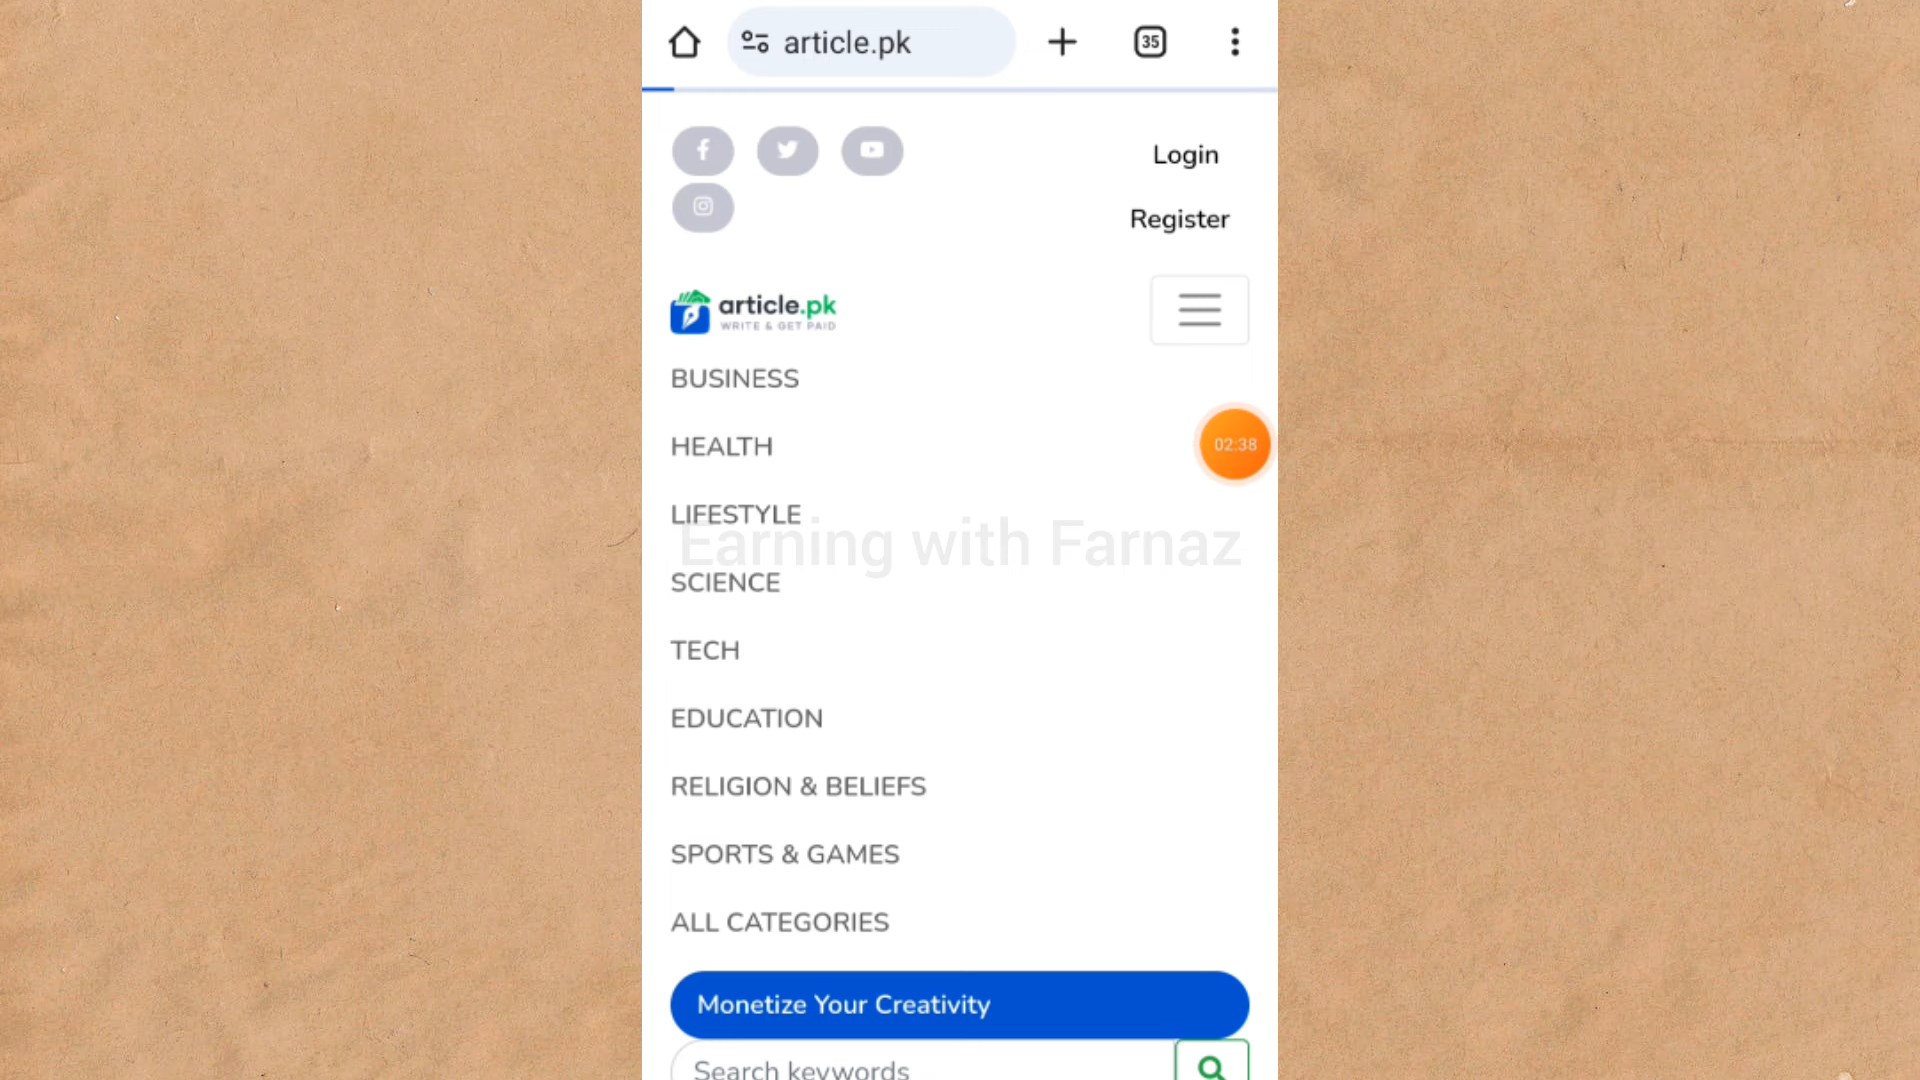 article.pk
35
Login
Register
article.pk
WRITE & GET PAID
BUSINESS
HEALTH
02:38
LIFESTYLE
Earning with Farnaz
SCIENCE
TECH
EDUCATION
RELIGION & BELIEFS
SPORTS & GAMES
ALL CATEGORIES
Monetize Your Creativity
Search keywords